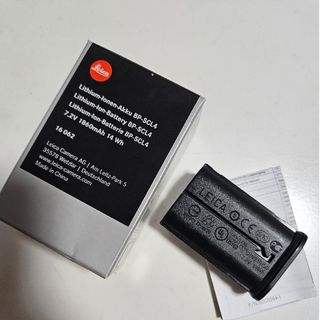 Leica
Lithium-Ionen-Akku BP-SCL4
Lithium-Ion-Battery BP-SCL4
Lithium-Ion-Batterie BP-SCL4
7.2V 1860mAh 14 Wh
16 062
Leica Camera AG | Am Leitz-Park 5
35578 Wetzlar | Deutschland
www.leica-camera.com
Made in China
LEICA